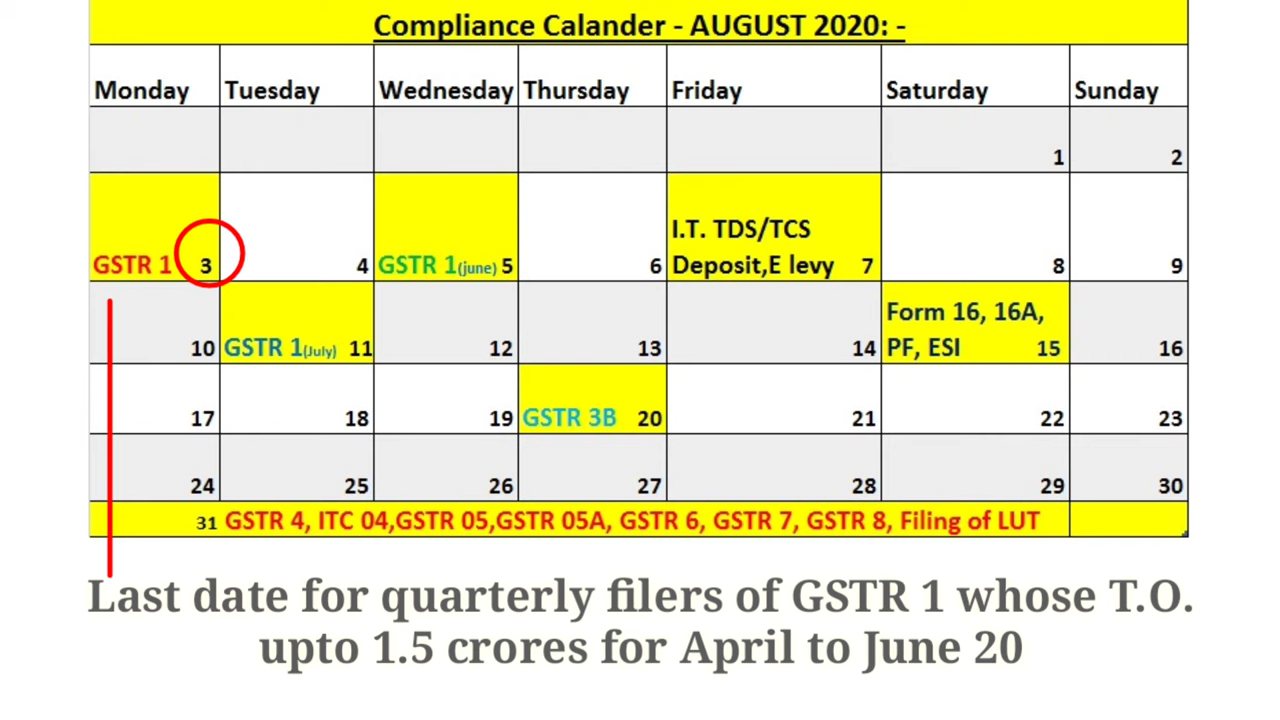 Compliance Calander - AUGUST 2020: -
Monday Tuesday Wednesday Thursday Friday Saturday Sunday
1 2
I.T. TDS/TCS
GSTR 1 3 4 GSTR 1(june) 5 6 Deposit,E levy 7 8 9
Form 16, 16A,
10 GSTR 1(July) 11 12 13 14 PF, ESI 15 16
17 18 19 GSTR 3B 20 21 22 23
24 25 26 27 28 29 30
31 GSTR 4, ITC 04,GSTR 05,GSTR 05A, GSTR 6, GSTR 7, GSTR 8, Filing of LUT
Last date for quarterly filers of GSTR 1 whose T.O.
upto 1.5 crores for April to June 20